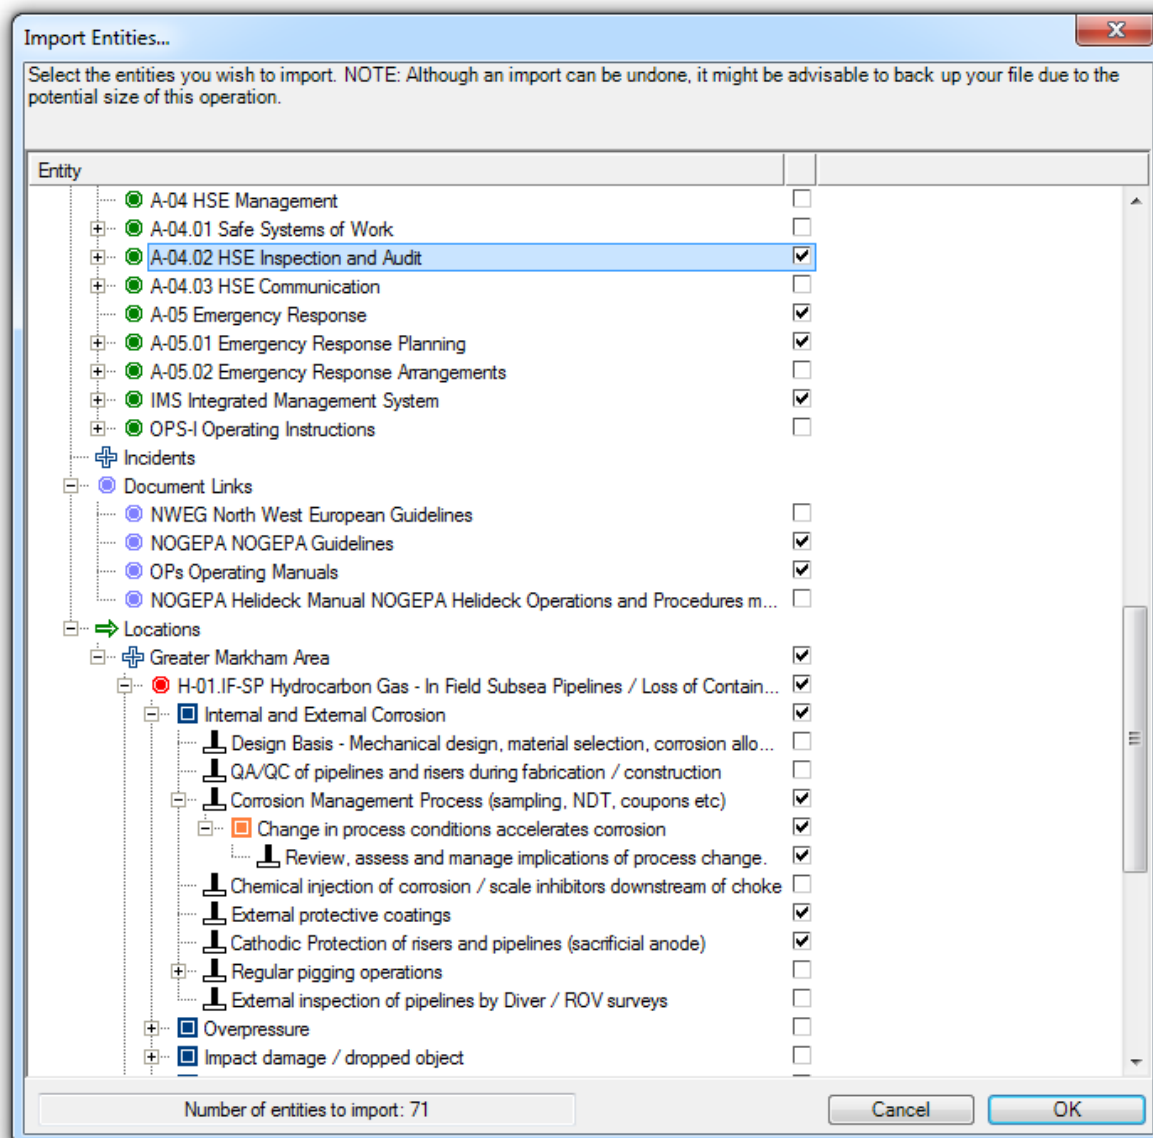 Import Entities...
Select the entities you wish to import. NOTE: Although an import can be undone, it might be advisable to back up your file due to the
potential size of this operation.
Entity
A-04 HSE Management
A-04.01 Safe Systems of Work
A-04.02 HSE Inspection and Audit
A-04.03 HSE Communication
A-05 Emergency Response
A-05.01 Emergency Response Planning
A-05.02 Emergency Response Arrangements
IMS Integrated Management System
OPS-I Operating Instructions
Incidents
Document Links
NWEG North West European Guidelines
NOGEPA NOGEPA Guidelines
OPs Operating Manuals
NOGEPA Helideck Manual NOGEPA Helideck Operations and Procedures m...
Locations
Greater Markham Area
H-01.IF-SP Hydrocarbon Gas - In Field Subsea Pipelines / Loss of Contain...
Internal and External Corrosion
Design Basis - Mechanical design, material selection, corrosion allo...
QA/QC of pipelines and risers during fabrication / construction
Corrosion Management Process (sampling, NDT, coupons etc)
Change in process conditions accelerates corrosion
Review, assess and manage implications of process change.
Chemical injection of corrosion / scale inhibitors downstream of choke
External protective coatings
Cathodic Protection of risers and pipelines (sacrificial anode)
Regular pigging operations
External inspection of pipelines by Diver / ROV surveys
Overpressure
Impact damage / dropped object
Number of entities to import: 71
Cancel
OK